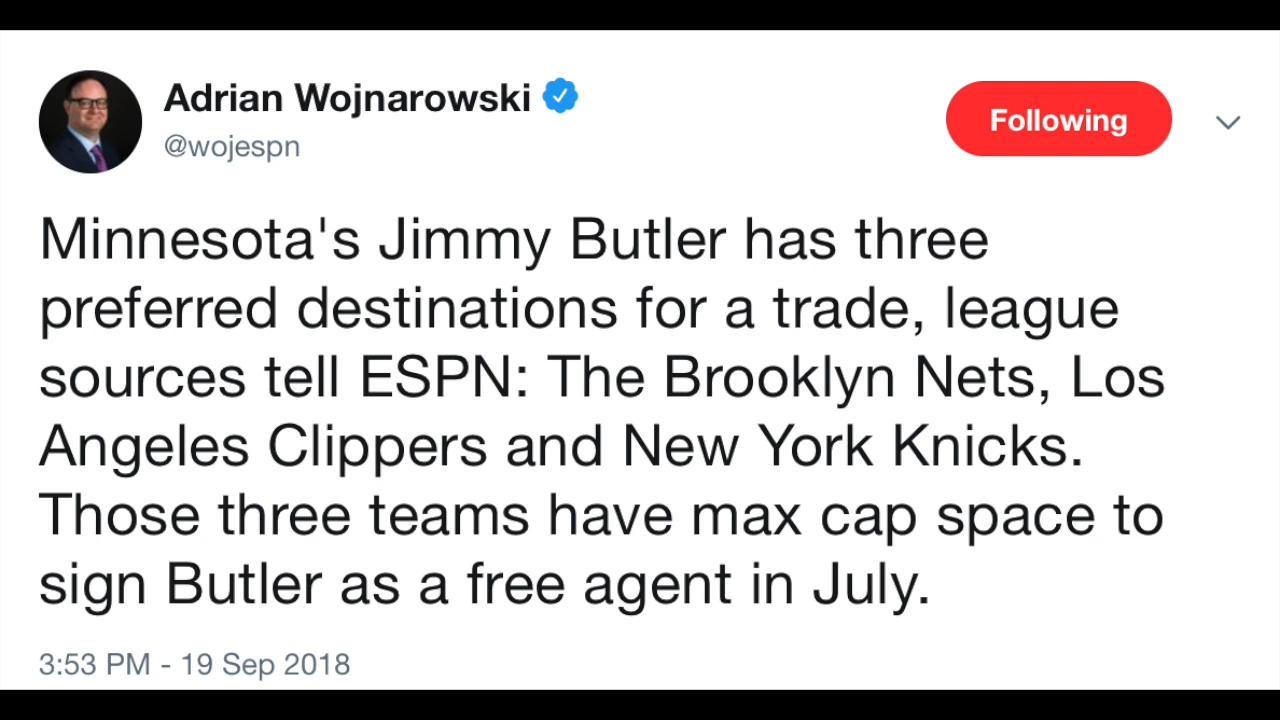 Adrian Wojnarowski
@wojespn
Following
Minnesota's Jimmy Butler has three
preferred destinations for a trade, league
sources tell ESPN: The Brooklyn Nets, Los
Angeles Clippers and New York Knicks.
Those three teams have max cap space to
sign Butler as a free agent in July.
3:53 PM - 19 Sep 2018